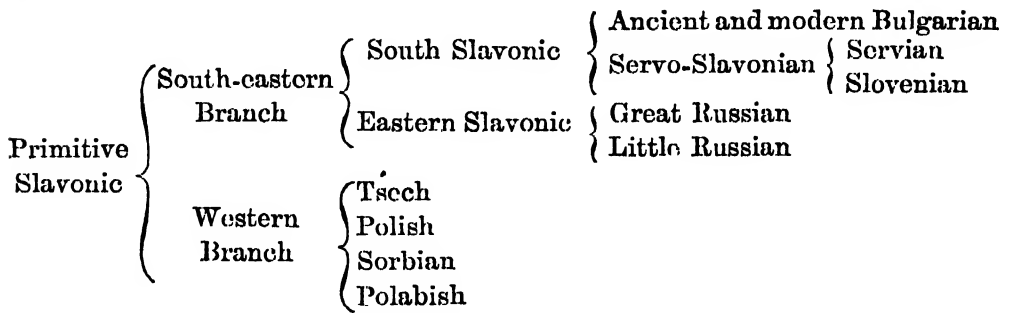 Primitive
Slavonic
South-eastern
Branch
South Slavonic
Ancient and modern Bulgarian
Servo-Slavonian
Servian
Slovenian
Eastern Slavonic
Great Russian
Little Russian
Western
Branch
Tsech
Polish
Sorbian
Polabish